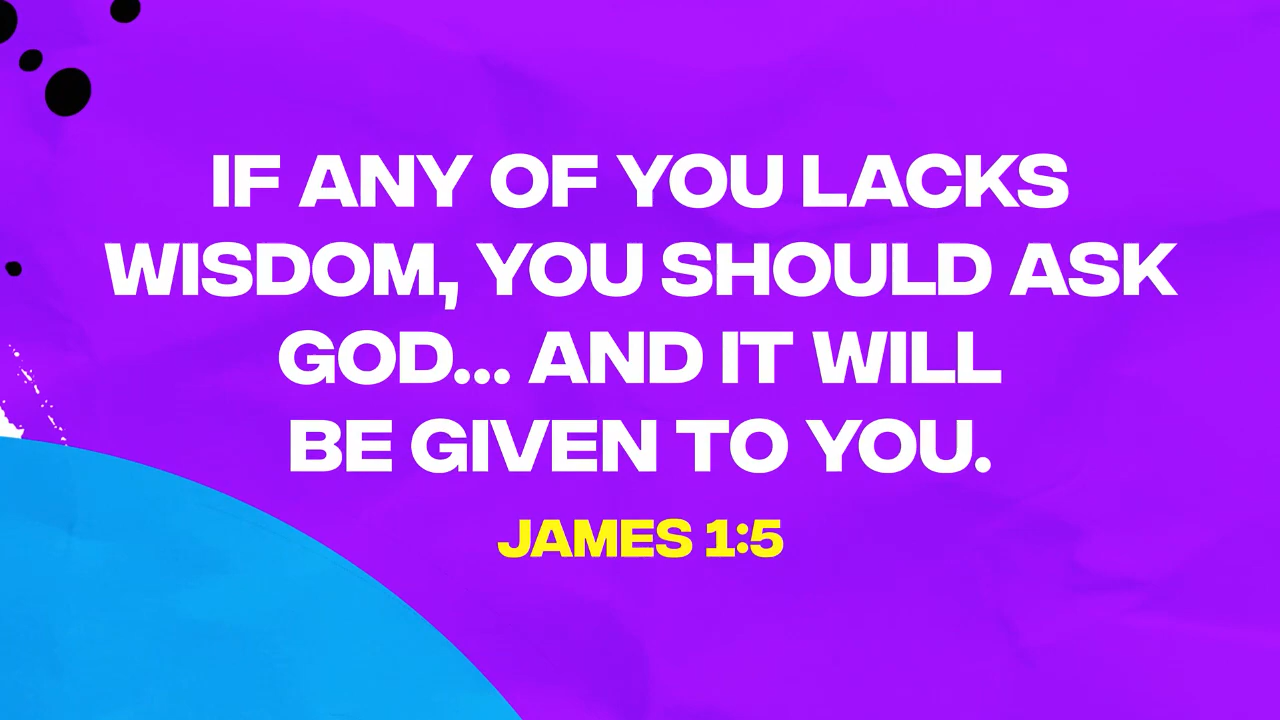 IF ANY OF YOU LACKS
WISDOM, YOU SHOULD ASK
GOD... AND IT WILL
BE GIVEN TO YOU.
JAMES 1:5